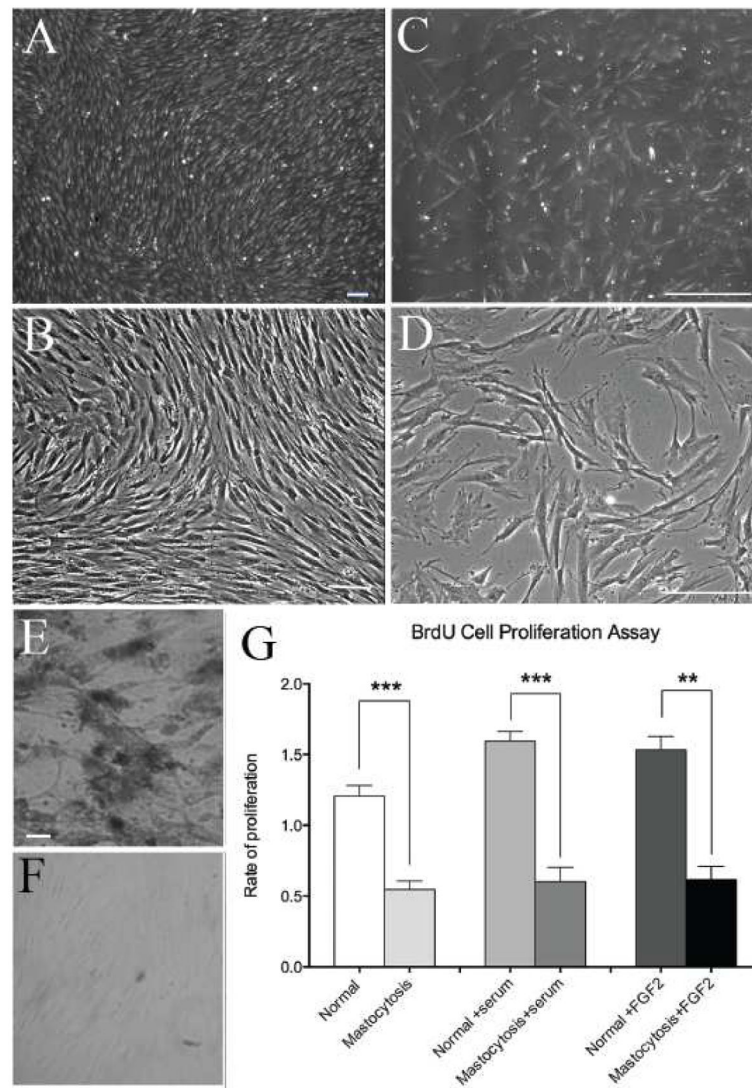 A
C
B
D
E
F
G
BrdU Cell Proliferation Assay
Rate of proliferation
2.0
1.5
1.0
0.5
0.0
***
***
**
Normal
Mastocytosis
Normal +serum
Mastocytosis+serum
Normal +FGF2
Mastocytosis+FGF2